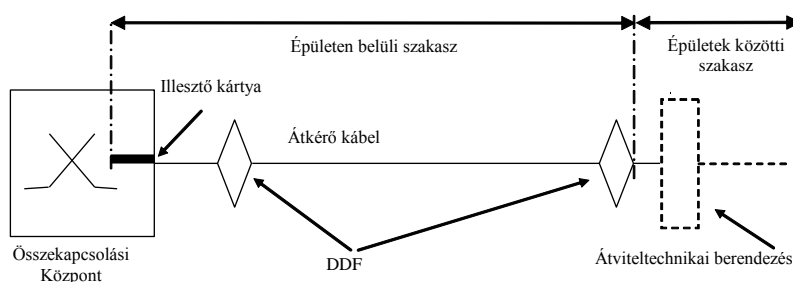 Épületen belüli szakasz
Épületek közötti
szakasz
Illesztő kártya
Átkérő kábel
Összekapcsolási
Központ
DDF
Átviteltechnikai berendezés